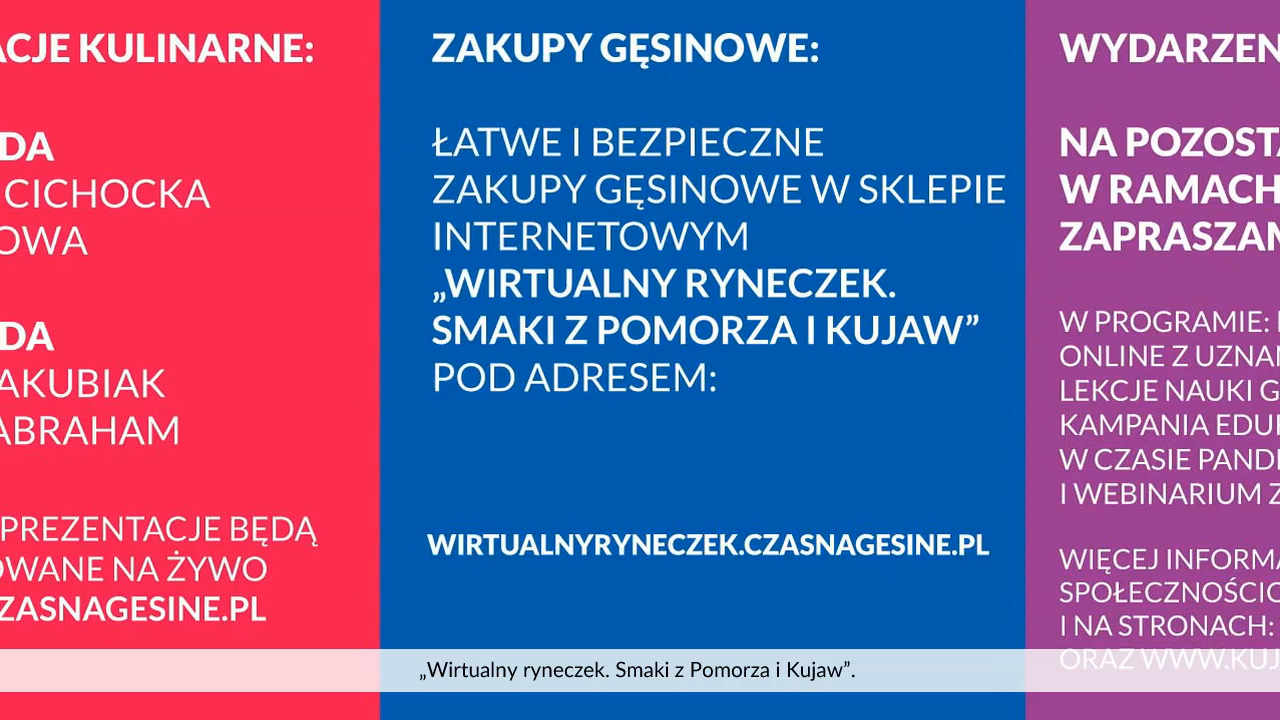 ACJE KULINARNE:
DA
CICHOCKA
OWA
DA
AKUBIAK
ABRAHAM
PREZENTACJE BĘDĄ
OWANE NA ŻYWO
CZASNAGESINE.PL
ZAKUPY GĘSINOWE:
ŁATWE I BEZPIECZNE
ZAKUPY GĘSINOWE W SKLEPIE
INTERNETOWYM
„WIRTUALNY RYNECZEK.
SMAKI Z POMORZA I KUJAW”
POD ADRESEM:
WIRTUALNYRYNECZEK.CZASNAGESINE.PL
WYDARZEN
NA POZOSTA
W RAMACH
ZAPRASZAM
W PROGRAMIE:
ONLINE Z UZNAN
LEKCJE NAUKI G
KAMPANIA EDUK
W CZASIE PANDE
I WEBINARIUM Z
WIĘCEJ INFORMA
SPOŁECZNOŚCIO
I NA STRONACH:
ORAZ WWW.KUJ
„Wirtualny ryneczek. Smaki z Pomorza i Kujaw”.